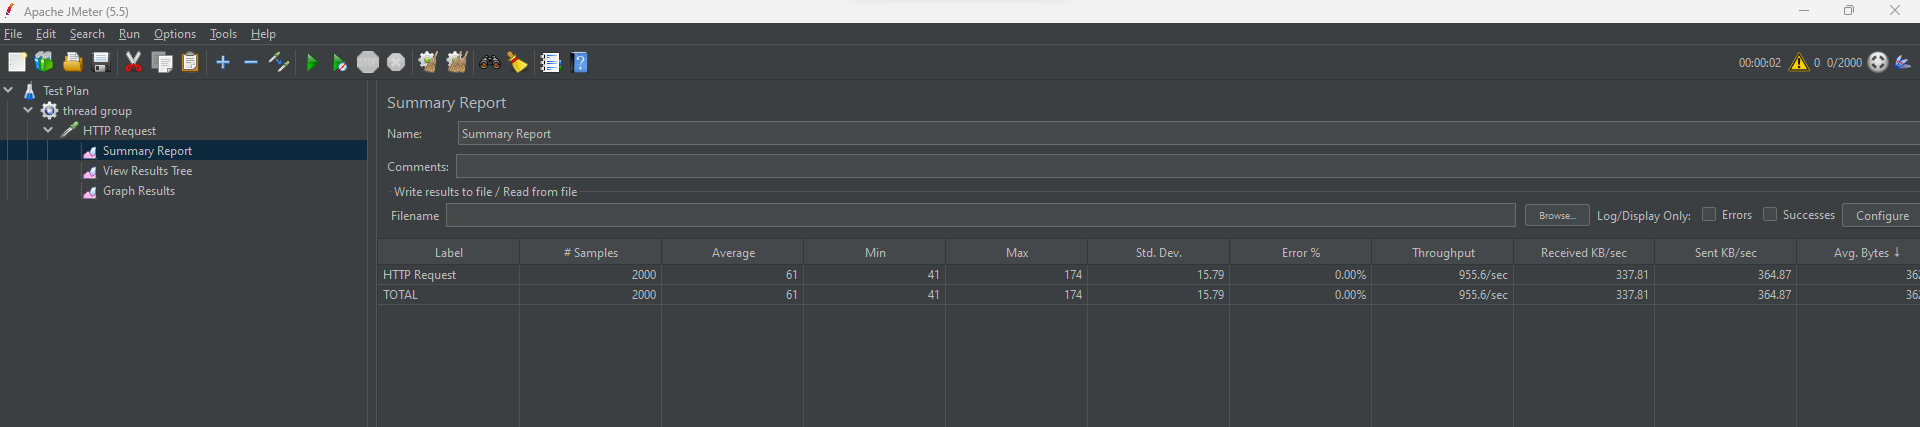 Apache JMeter (5.5)
File Edit Search Run Options Tools Help
STOP 00:00:02 0 0/2000
Test Plan
thread group
HTTP Request
Summary Report
View Results Tree
Graph Results
Summary Report
Name: Summary Report
Comments:
Write results to file / Read from file
Filename Browse... Log/Display Only: Errors Successes Configure
Label # Samples Average Min Max Std. Dev. Error % Throughput Received KB/sec Sent KB/sec Avg. Bytes
HTTP Request 2000 61 41 174 15.79 0.00% 955.6/sec 337.81 364.87
TOTAL 2000 61 41 174 15.79 0.00% 955.6/sec 337.81 364.87